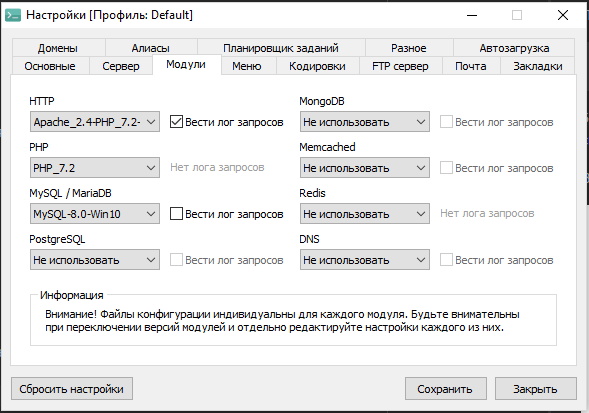 Настройки [Профиль: Default]
Домены Алиасы Планировщик заданий Разное Автозагрузка
Основные Сервер Модули Меню Кодировки FTP сервер Почта Закладки
HTTP MongoDB
Apache_2.4-PHP_7.2- Вести лог запросов Не использовать Вести лог запросов
PHP Memcached
PHP_7.2 Нет лога запросов Не использовать Вести лог запросов
MySQL / MariaDB Redis
MySQL-8.0-Win10 Вести лог запросов Не использовать Нет лога запросов
PostgreSQL DNS
Не использовать Вести лог запросов Не использовать Вести лог запросов
Информация
Внимание! Файлы конфигурации индивидуальны для каждого модуля. Будьте внимательны
при переключении версий модулей и отдельно редактируйте настройки каждого из них.
Сбросить настройки Сохранить Закрыть